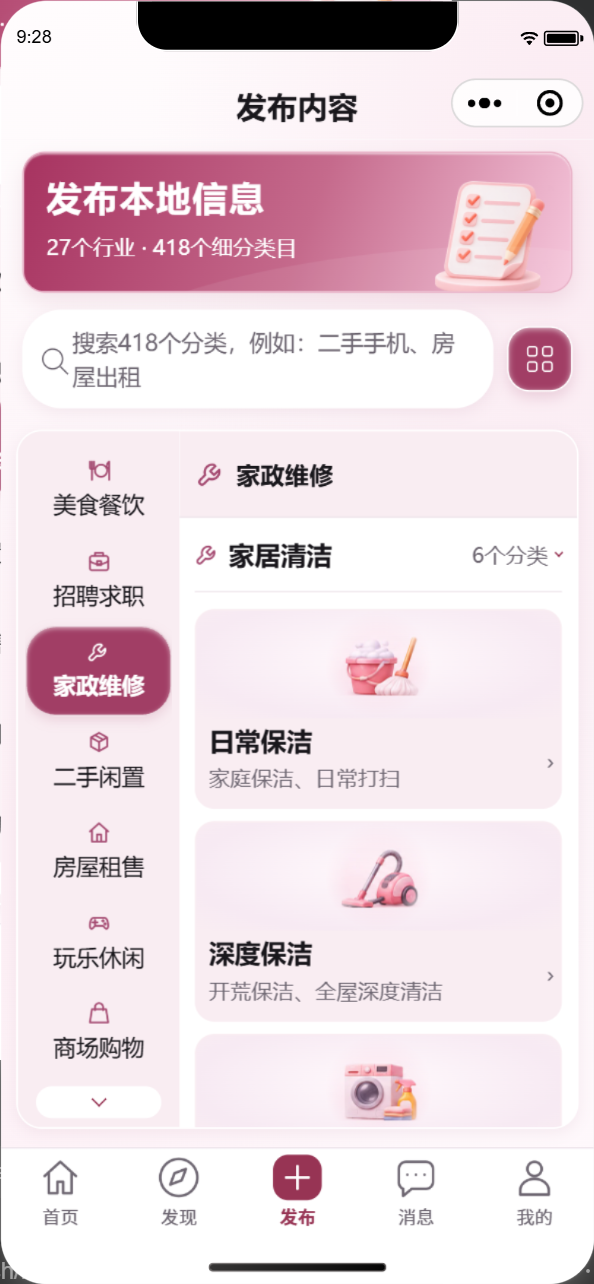 9:28
发布内容
发布本地信息
27个行业 · 418个细分类目
搜索418个分类，例如：二手手机、房
屋出租
美食餐饮
招聘求职
家政维修
二手闲置
房屋租售
玩乐休闲
商场购物
家政维修
家居清洁
6个分类
日常保洁
家庭保洁、日常打扫
深度保洁
开荒保洁、全屋深度清洁
首页
发现
发布
消息
我的